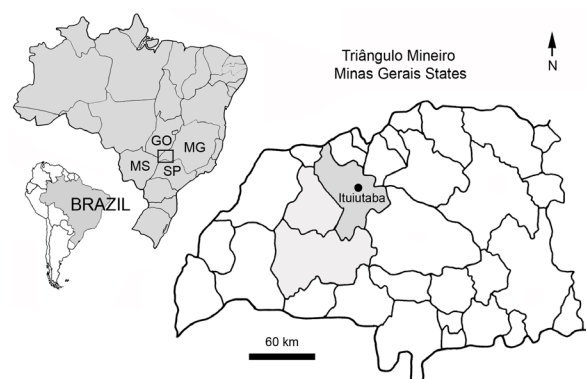 Triângulo Mineiro
Minas Gerais States
N
GO
MG
MS
SP
BRAZIL
Ituiutaba
60 km